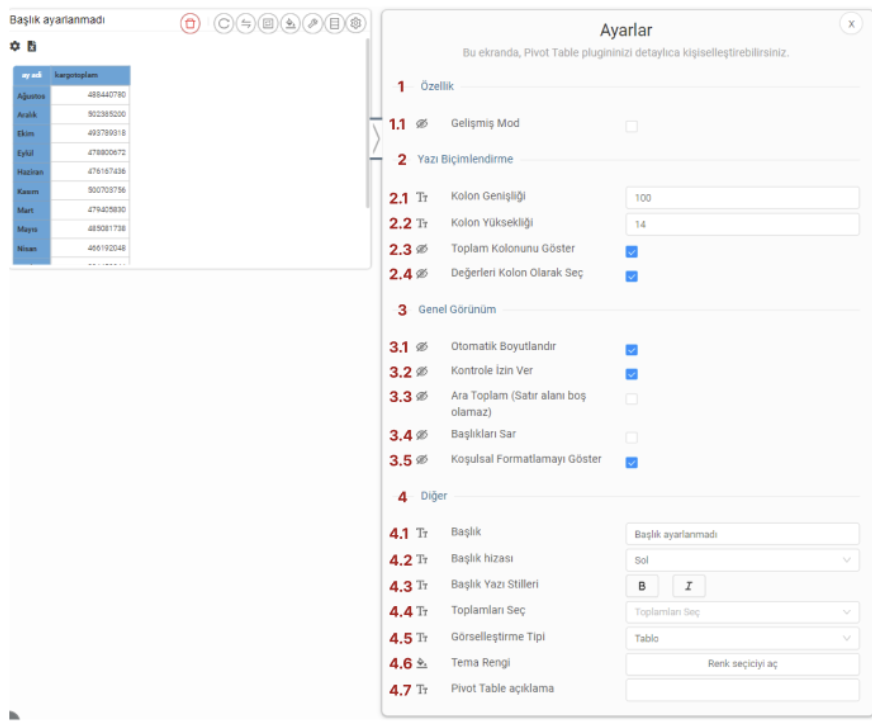 Başlık ayarlanmadı
ay adi kargotoplam
Ağustos 488440780
Aralık 502385200
Ekim 493789318
Eylül 478800672
Haziran 476167436
Kasım 500703756
Mart 479405830
Mayıs 485081738
Nisan 466192048
Ayarlar
X
Bu ekranda, Pivot Table plugininizi detaylıca kişiselleştirebilirsiniz.
1 Özellik
1.1 Gelişmiş Mod
2 Yazı Biçimlendirme
2.1 Tт Kolon Genişliği 100
2.2 Tт Kolon Yüksekliği 14
2.3 Toplam Kolonunu Göster
2.4 Değerleri Kolon Olarak Seç
3 Genel Görünüm
3.1 Otomatik Boyutlandır
3.2 Kontrole İzin Ver
3.3 Ara Toplam (Satır alanı boş
olamaz)
3.4 Başlıkları Sar
3.5 Koşulsal Formatlamayı Göster
4 Diğer
4.1 Tт Başlık Başlık ayarlanmadı
4.2 Tт Başlık hizası Sol
4.3 Tт Başlık Yazı Stilleri B I
4.4 Tт Toplamları Seç Toplamları Seç
4.5 Tт Görselleştirme Tipi Tablo
4.6 Tema Rengi Renk seçiciyi aç
4.7 Tт Pivot Table açıklama